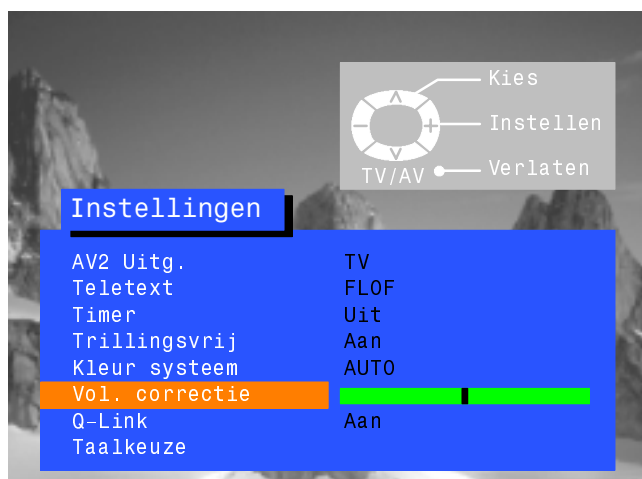 Kies
Instellen
TV/AV Verlaten
Instellingen
AV2 Uitg. TV
Teletext FLOF
Timer Uit
Trillingsvrij Aan
Kleur systeem AUTO
Vol. correctie
Q-Link Aan
Taalkeuze